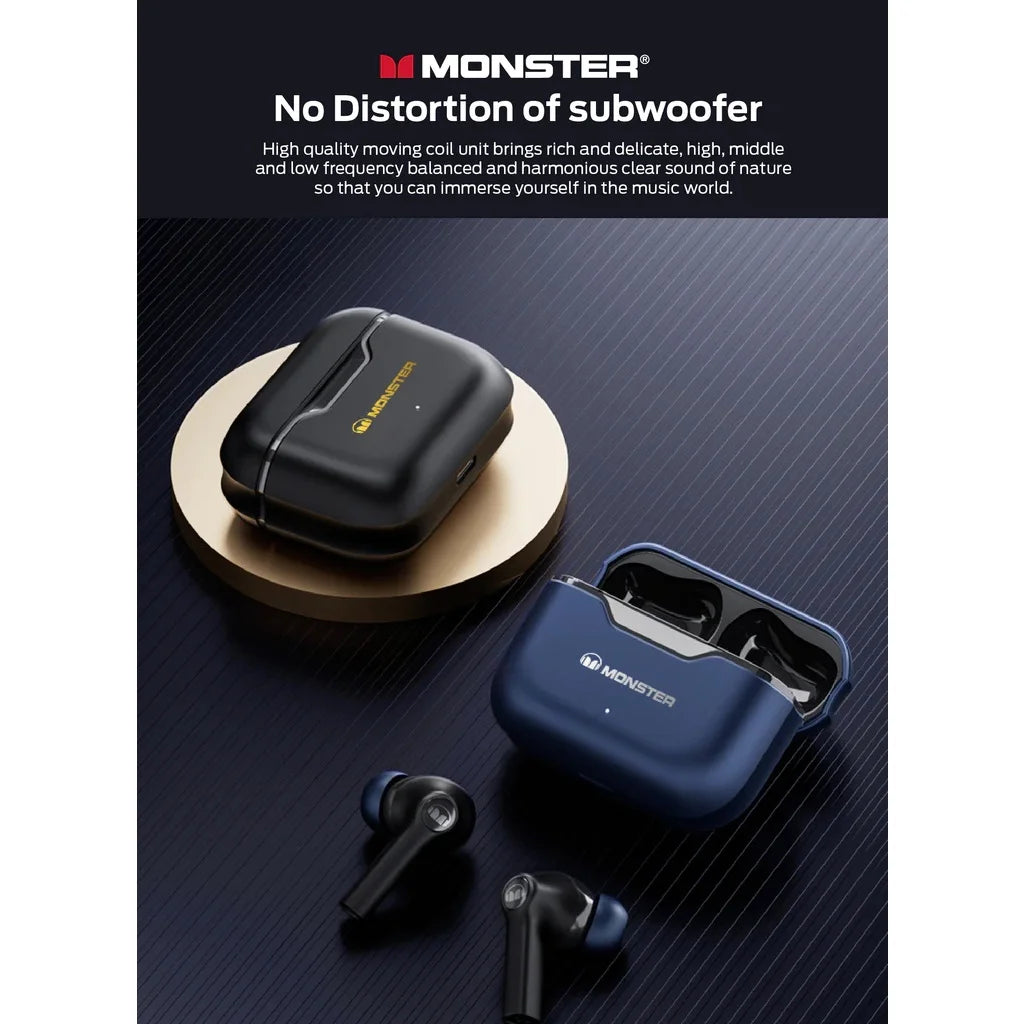 MONSTER®
No Distortion of subwoofer
High quality moving coil unit brings rich and delicate, high, middle
and low frequency balanced and harmonious clear sound of nature
so that you can immerse yourself in the music world.
MONSTER
MONSTER